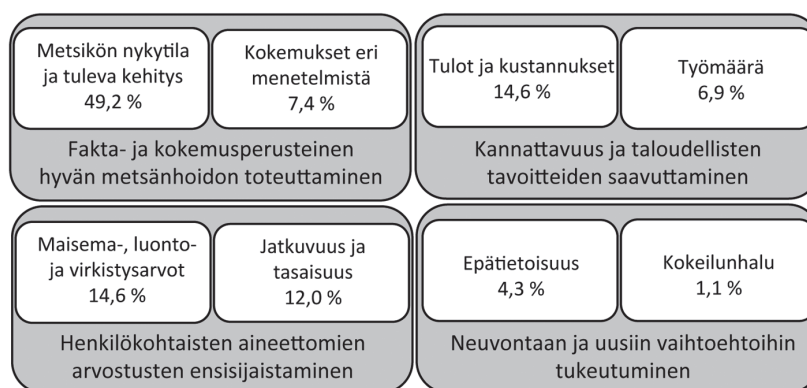 Metsikön nykytila
ja tuleva kehitys
49,2 %
Kokemukset eri
menetelmistä
7,4 %
Fakta- ja kokemusperusteinen
hyvän metsänhoidon toteuttaminen
Tulot ja kustannukset
14,6 %
Työmäärä
6,9 %
Kannattavuus ja taloudellisten
tavoitteiden saavuttaminen
Maisema-, luonto-
ja virkistysarvot
14,6 %
Jatkuvuus ja
tasaisuus
12,0 %
Henkilökohtaisten aineettomien
arvostusten ensisijaistaminen
Epätietoisuus
4,3 %
Kokeilunhalu
1,1 %
Neuvontaan ja uusiin vaihtoehtoihin
tukeutuminen